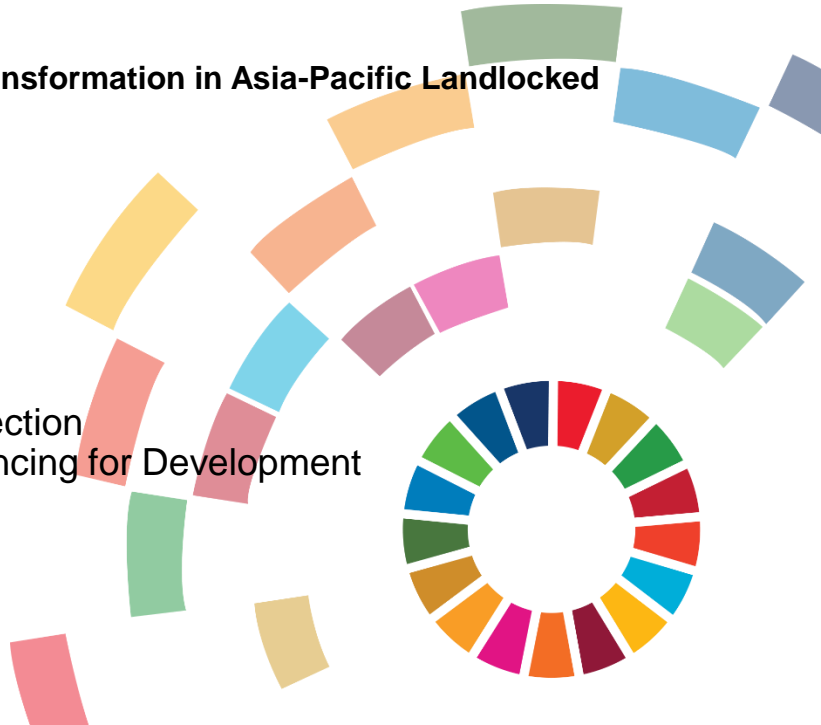 nsformation in Asia-Pacific Landlocked
ection
ncing for Development